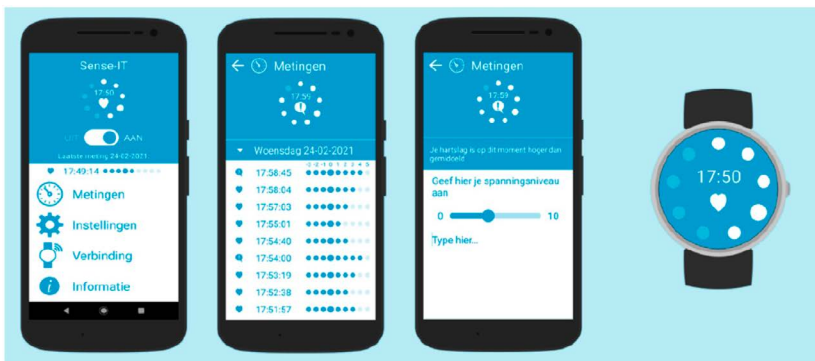 Sense-IT
17:50
UIT AAN
Laatste meting 24-02-2021
17:49:14
Metingen
Instellingen
Verbinding
Informatie
Metingen
17:59
Woensdag 24-02-2021
-3 -2 -1 0 1 2 3 4 5
17:58:45
17:58:04
17:57:03
17:55:01
17:54:40
17:54:00
17:53:19
17:52:38
17:51:57
Metingen
17:59
Je hartslag is op dit moment hoger dan
gemiddeld
Geef hier je spanningniveau
aan
0 10
Type hier...
17:50